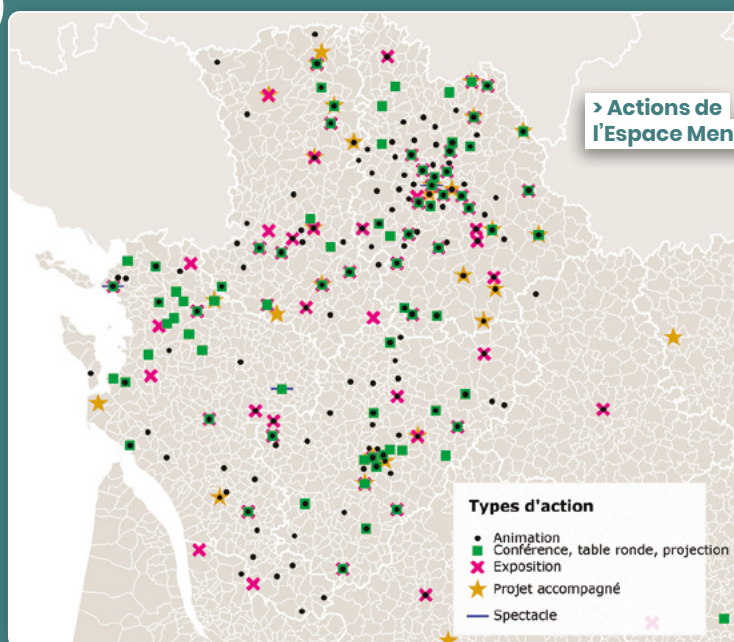 > Actions de
l'Espace Men
Types d'action
Animation
Conférence, table ronde, projection
Exposition
Projet accompagné
Spectacle